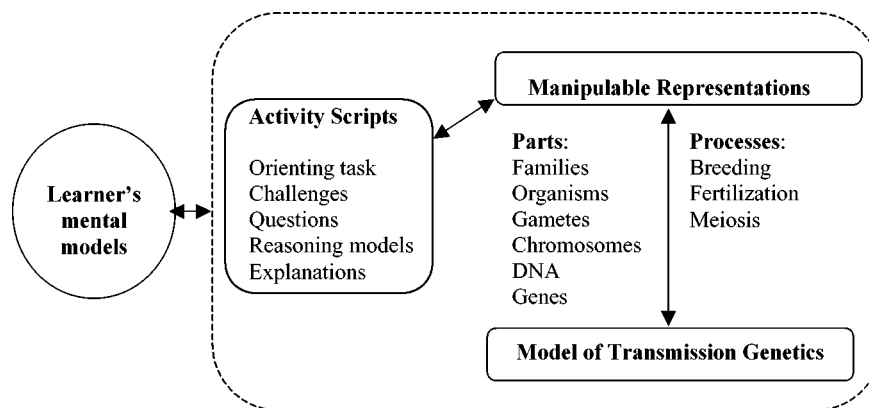 Learner's
mental
models
Activity Scripts
Orienting task
Challenges
Questions
Reasoning models
Explanations
Manipulable Representations
Parts:
Families
Organisms
Gametes
Chromosomes
DNA
Genes
Processes:
Breeding
Fertilization
Meiosis
Model of Transmission Genetics